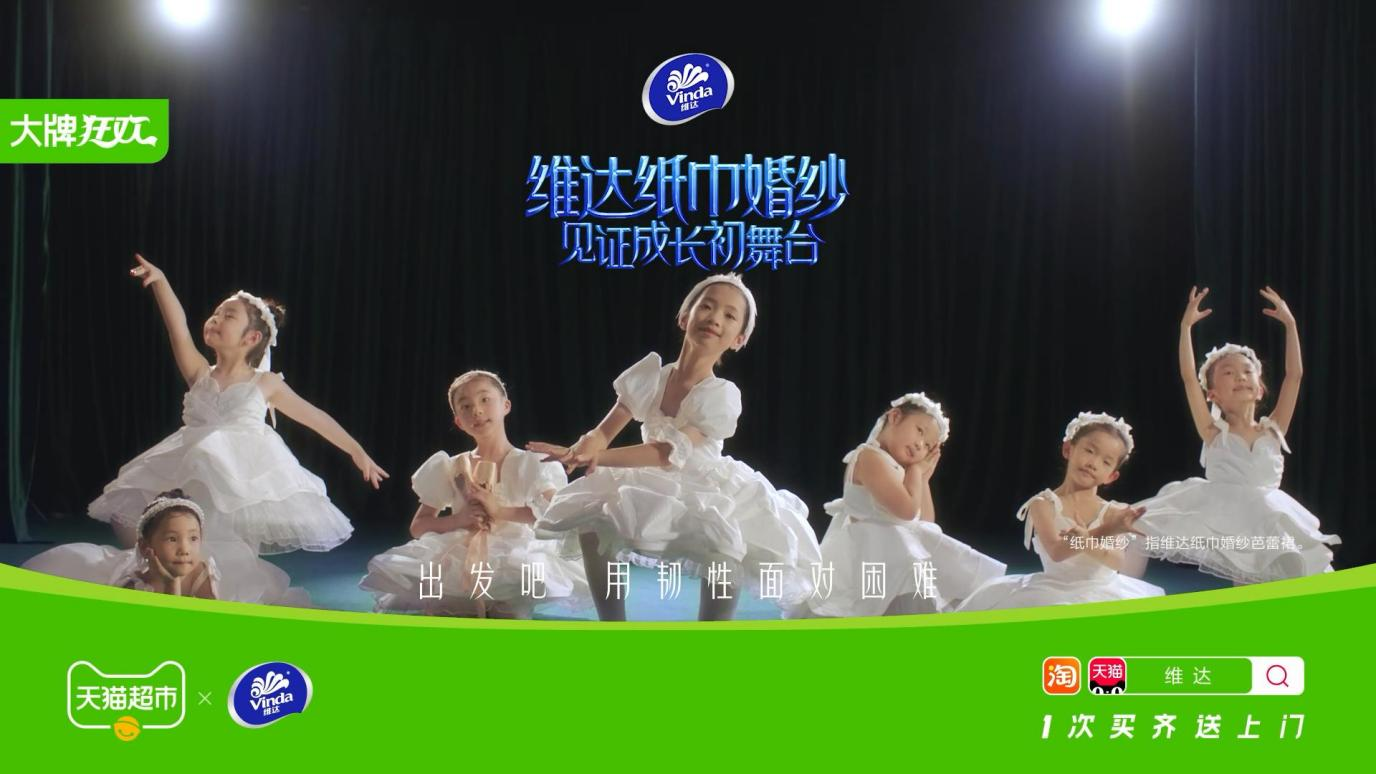 Vinda
维达
大牌狂欢
维达纸巾婚纱
见证成长初舞台
“纸巾婚纱”指维达纸巾婚纱芭蕾裙。
出发吧 用韧性面对困难
天猫超市 × Vinda 维达
淘 天猫 维达
1次买齐送上门